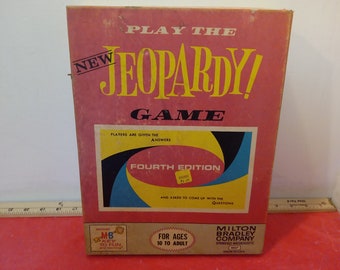 PLAY THE
NEW
JEOPARDY!
GAME
PLAYERS ARE GIVEN THE
ANSWERS
FOURTH EDITION
AND ASKED TO COME UP WITH THE
QUESTIONS
MB
FOR AGES
10 TO ADULT
MILTON
BRADLEY
COMPANY